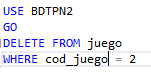 USE BDTPN2
GO
DELETE FROM juego
WHERE cod_juego = 2